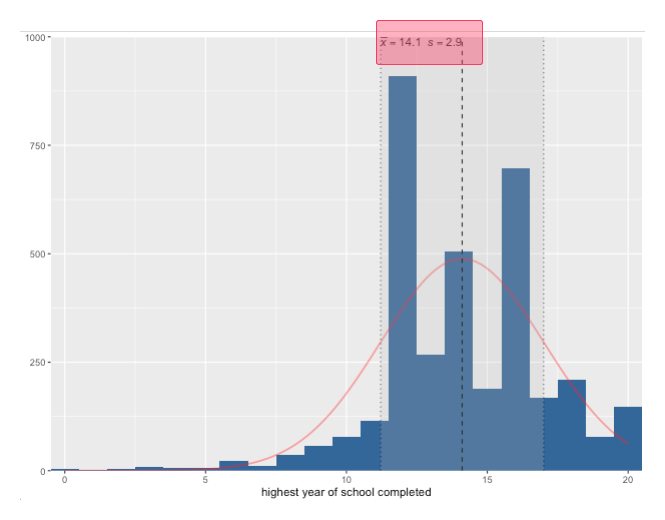 1000
x̅ = 14.1 s = 2.9
750
500
250
0
0 5 10 15 20
highest year of school completed